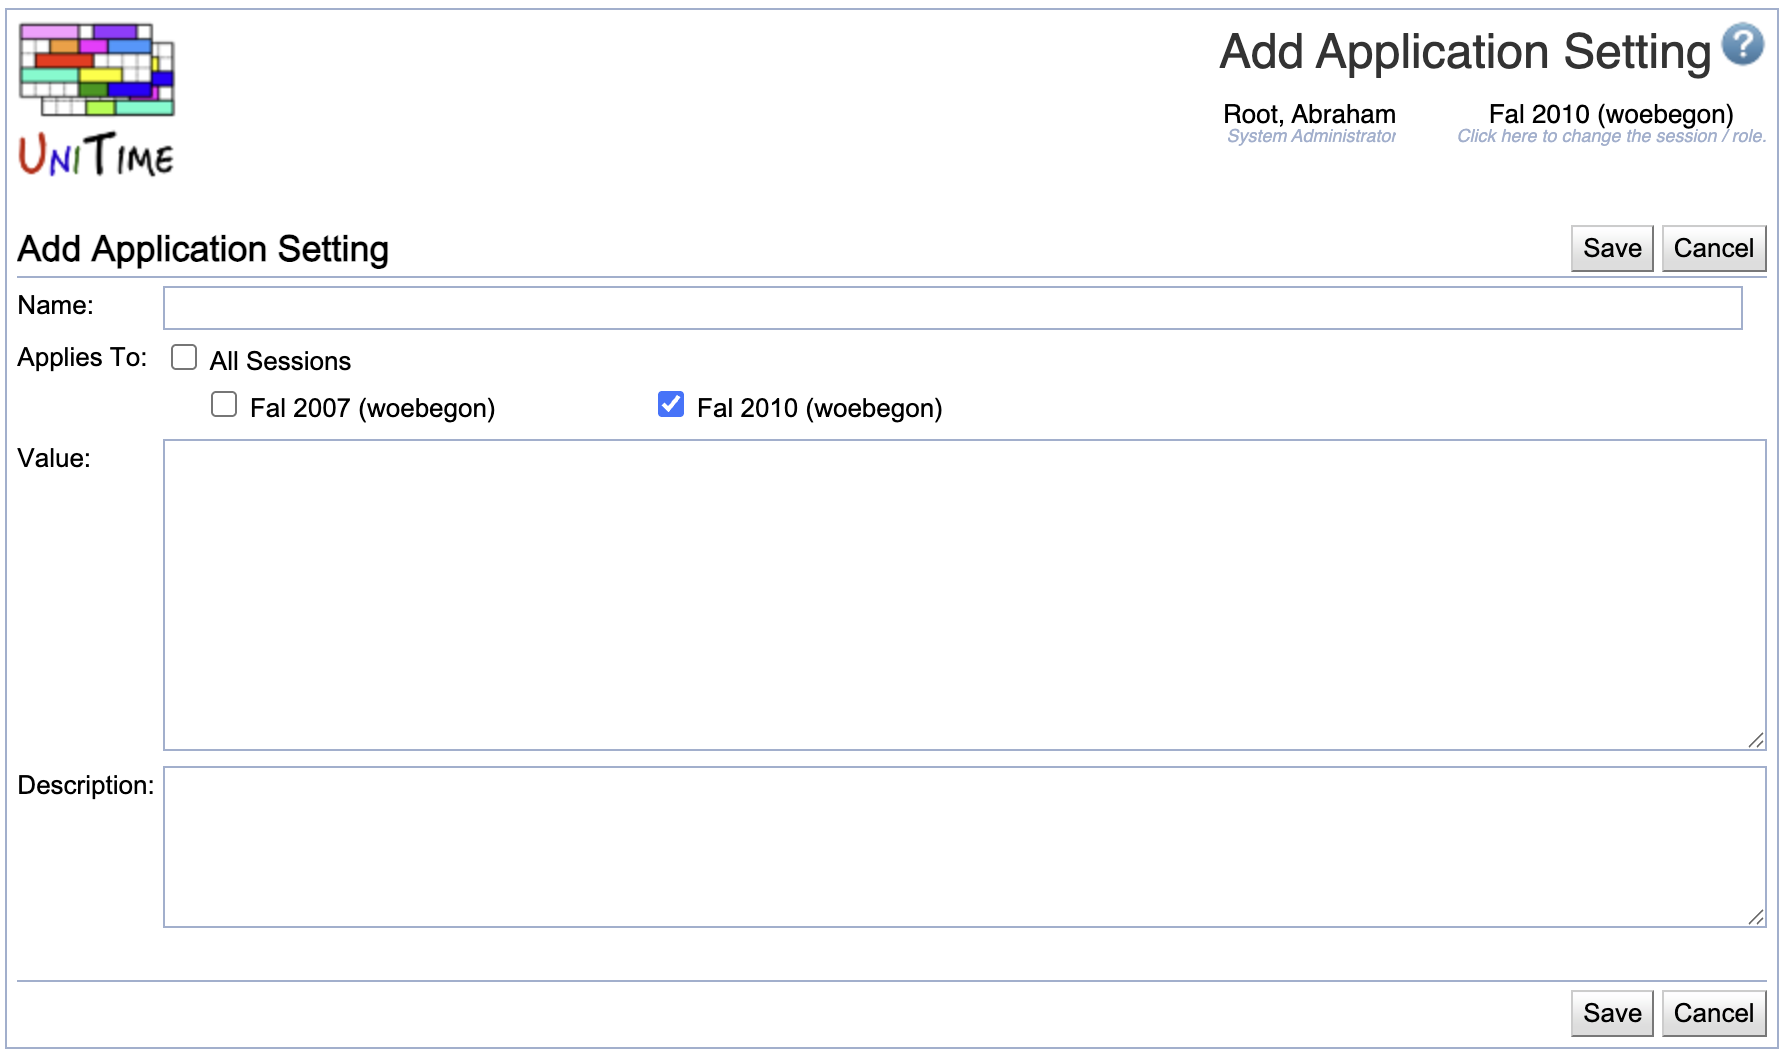 UNITIME
Add Application Setting ?
Root, Abraham
System Administrator
Fal 2010 (woebegon)
Click here to change the session / role.
Add Application Setting
Save Cancel
Name:
Applies To: All Sessions
Fal 2007 (woebegon) Fal 2010 (woebegon)
Value:
Description:
Save Cancel